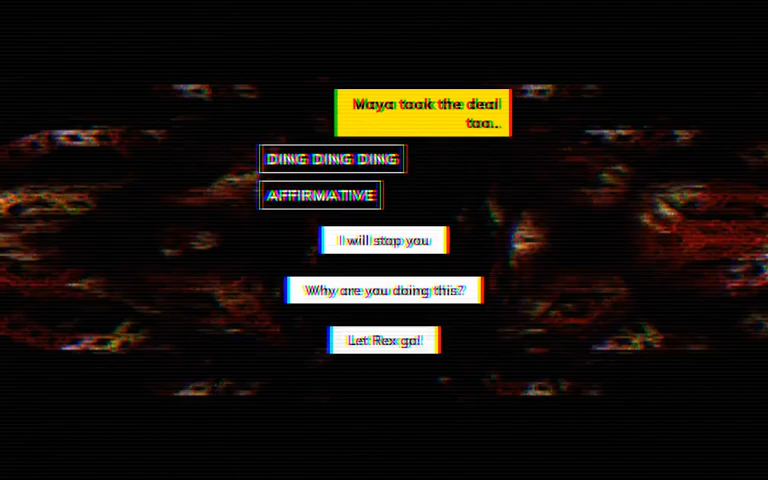 Maya took the deal
too...
DING DING DING
AFFIRMATIVE
I will stop you
Why are you doing this?
Let Rex go!